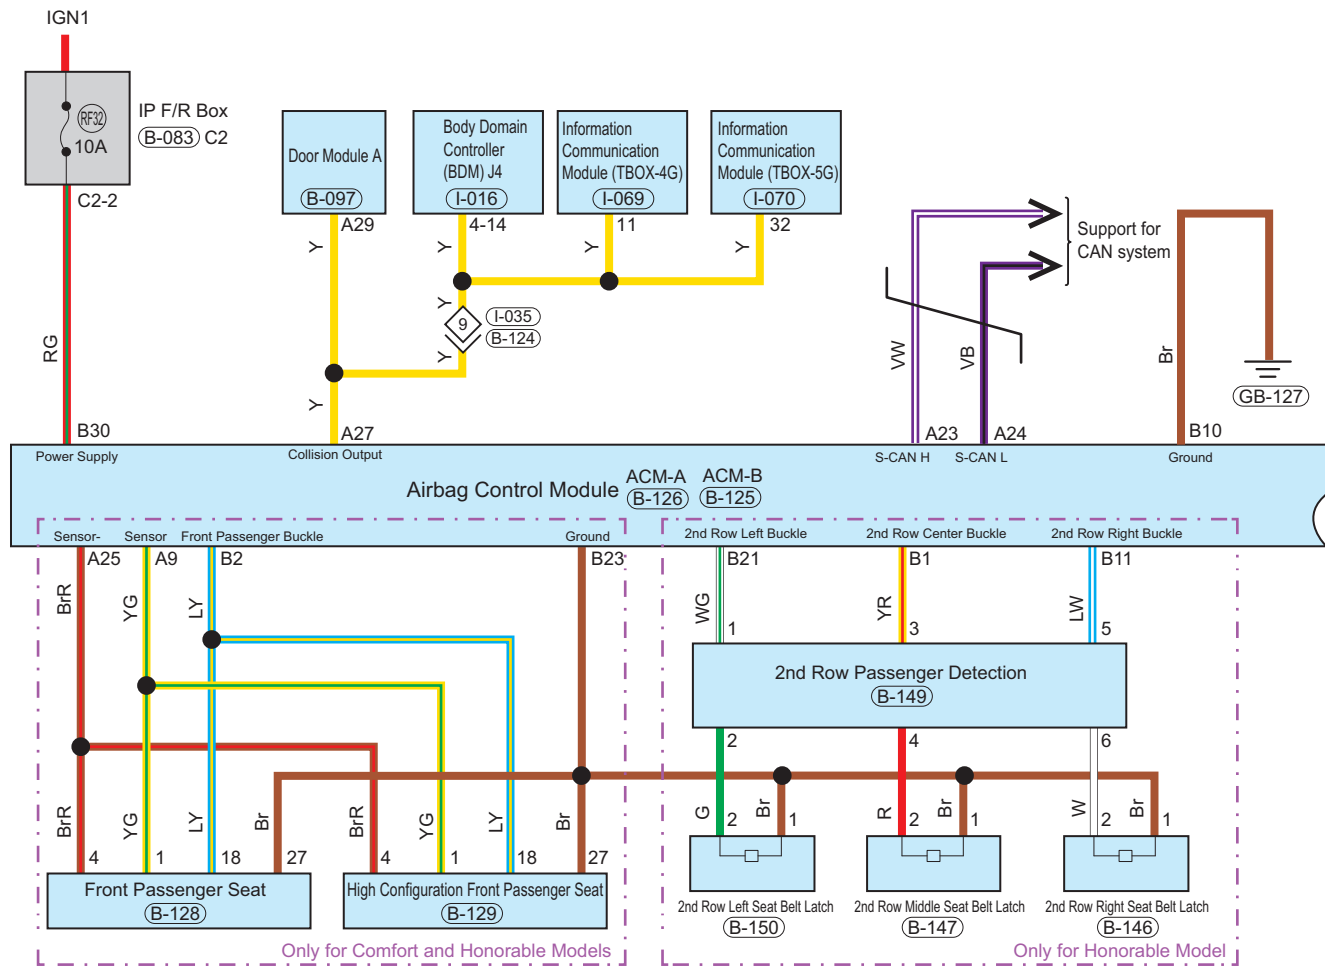 IGN1
RF32
10A
IP F/R Box
B-083 C2
C2-2
RG
B30
Power Supply
Door Module A
B-097
A29
Y
Body Domain
Controller
(BDM) J4
I-016
4-14
Y
Information
Communication
Module (TBOX-4G)
I-069
11
Y
Information
Communication
Module (TBOX-5G)
I-070
32
Y
Y
9
I-035
B-124
Y
Y
A27
Collision Output
Support for
CAN system
VW
VB
A23
A24
S-CAN H
S-CAN L
Br
GB-127
B10
Ground
Airbag Control Module
ACM-A
B-126
ACM-B
B-125
Sensor-
Sensor
Front Passenger Buckle
Ground
A25
A9
B2
B23
BrR
YG
LY
BrR
YG
LY
Br
BrR
YG
LY
Br
4
1
18
27
4
1
18
27
Front Passenger Seat
B-128
High Configuration Front Passenger Seat
B-129
Only for Comfort and Honorable Models
2nd Row Left Buckle
2nd Row Center Buckle
2nd Row Right Buckle
B21
B1
B11
WG
YR
LW
1
3
5
2nd Row Passenger Detection
B-149
2
4
6
G
Br
R
Br
W
Br
2
1
2
1
2
1
2nd Row Left Seat Belt Latch
B-150
2nd Row Middle Seat Belt Latch
B-147
2nd Row Right Seat Belt Latch
B-146
Only for Honorable Model